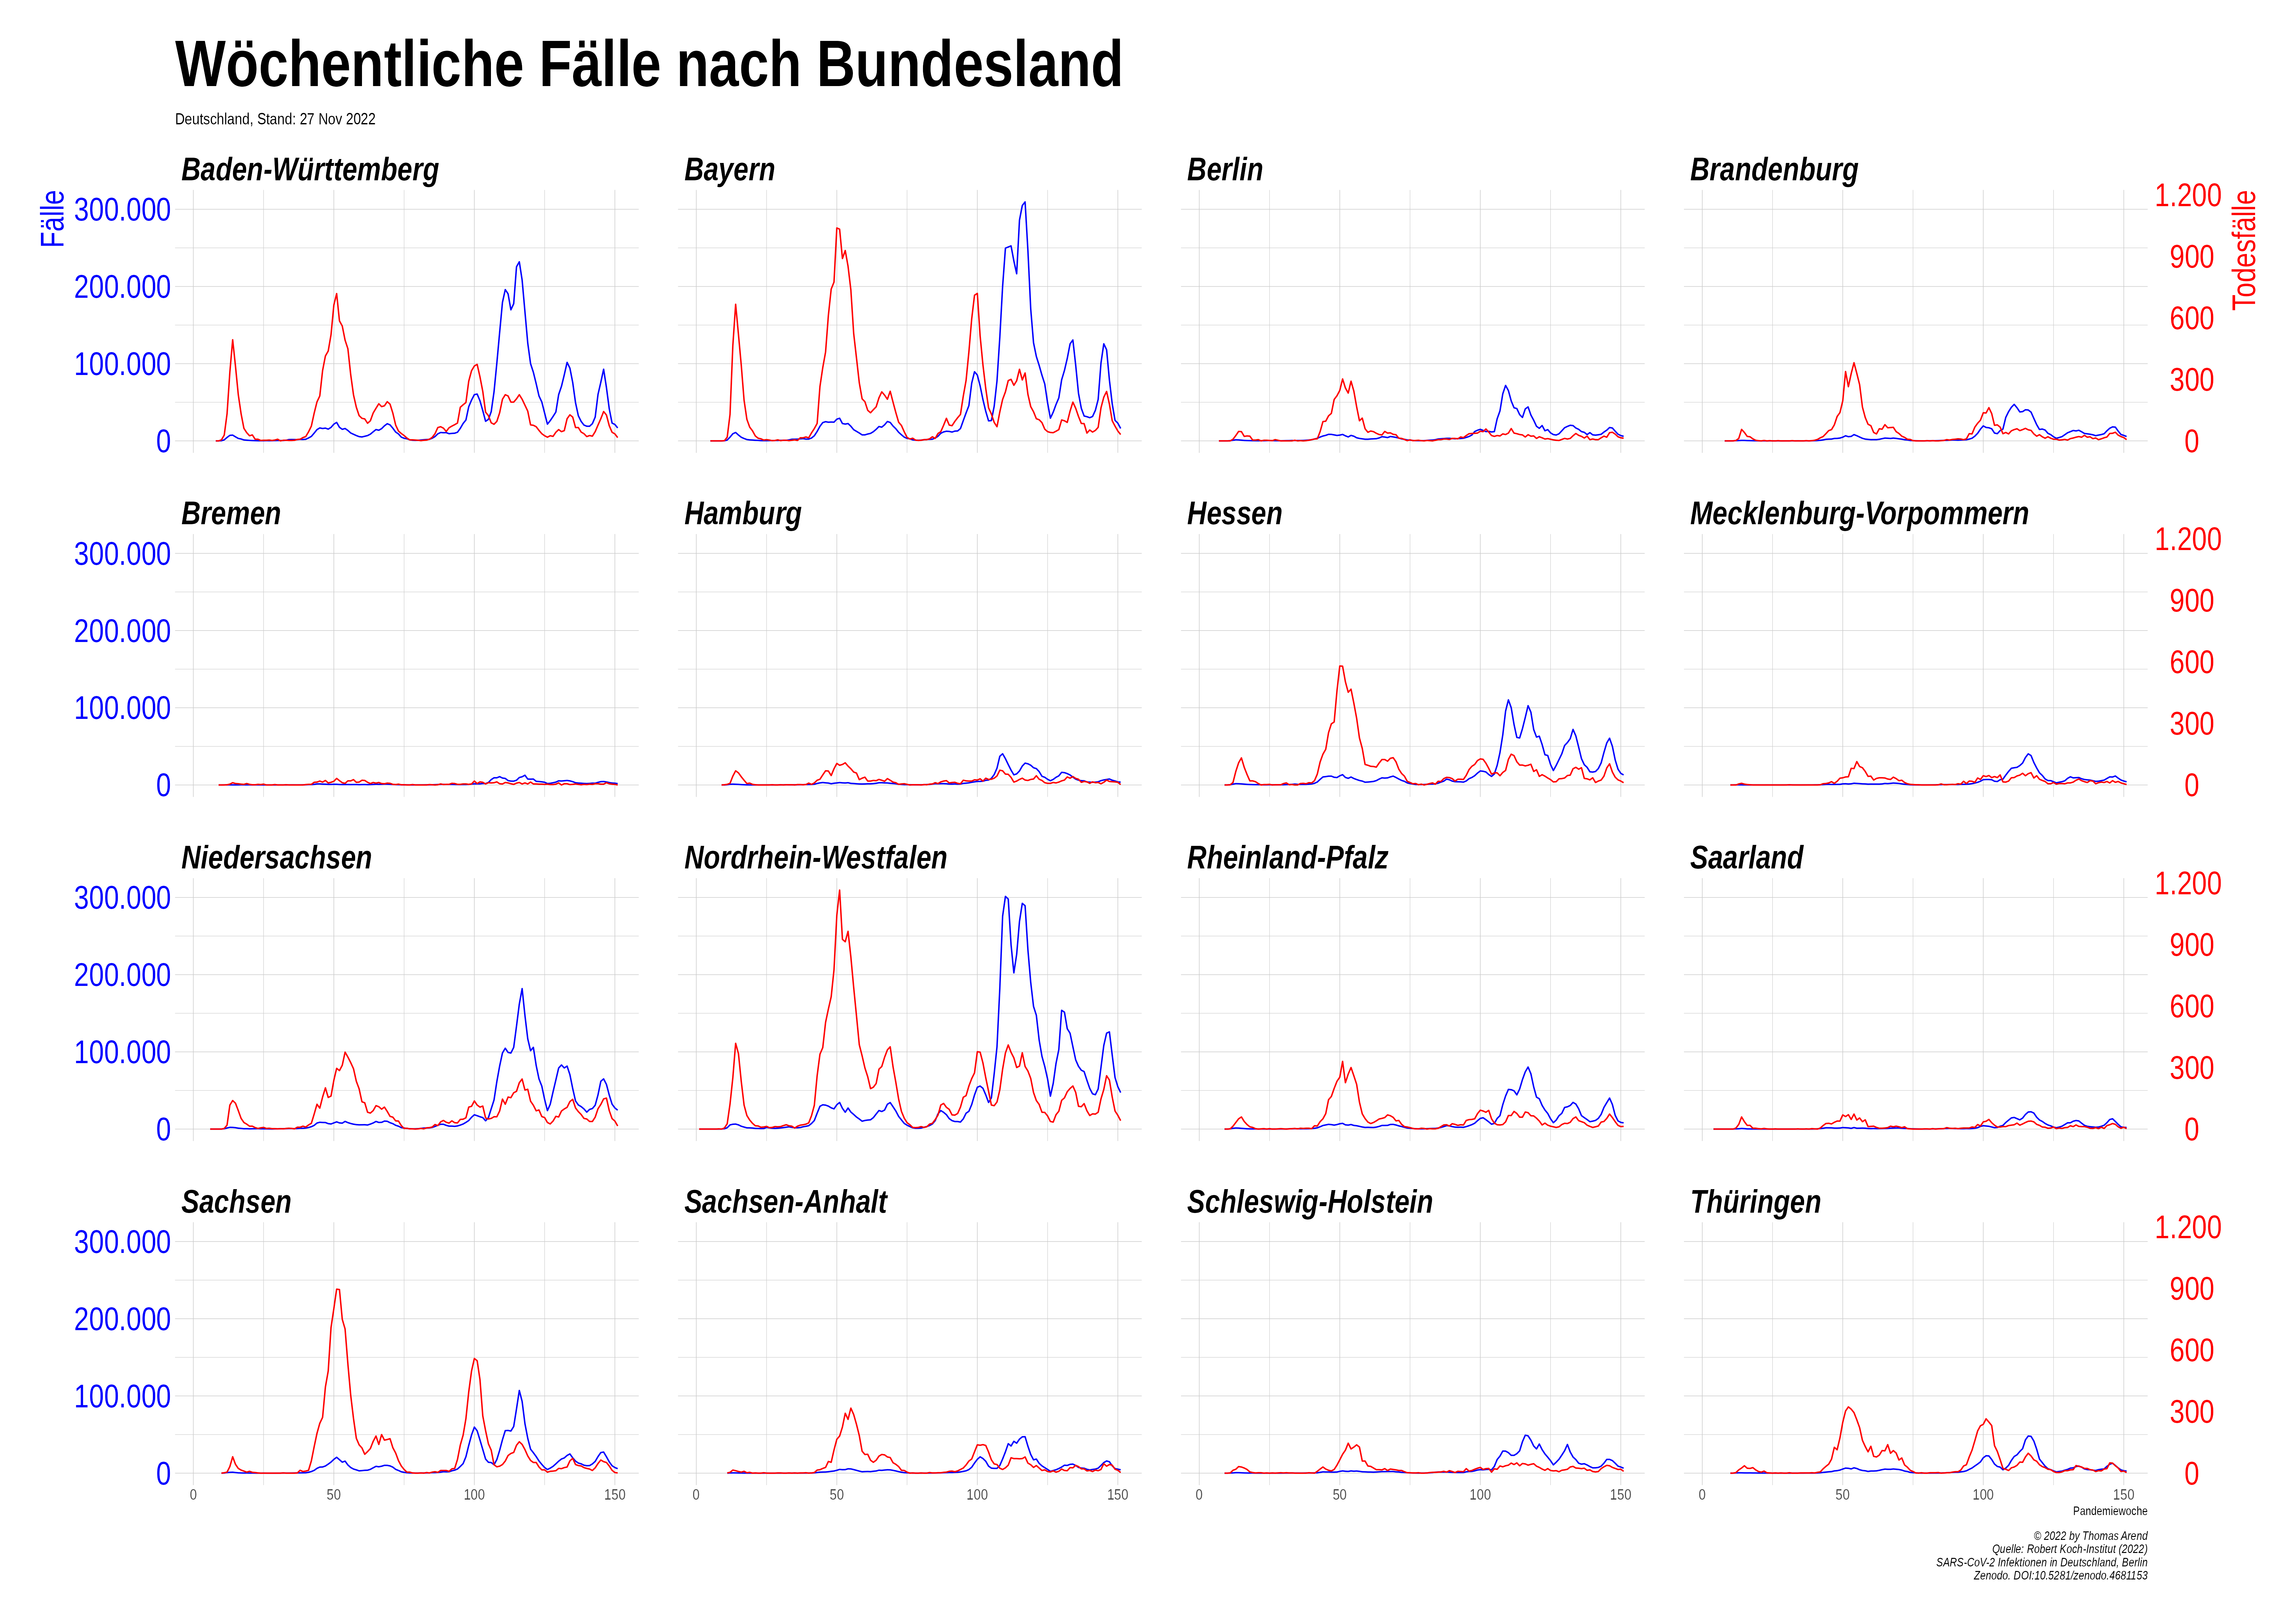 Wöchentliche Fälle nach Bundesland
Deutschland, Stand: 27 Nov 2022
Baden-Württemberg
Bayern
Berlin
Brandenburg
Fälle
300.000
200.000
100.000
0
1.200
900
600
300
0
Todesfälle
Bremen
Hamburg
Hessen
Mecklenburg-Vorpommern
300.000
200.000
100.000
0
1.200
900
600
300
0
Niedersachsen
Nordrhein-Westfalen
Rheinland-Pfalz
Saarland
300.000
200.000
100.000
0
1.200
900
600
300
0
Sachsen
Sachsen-Anhalt
Schleswig-Holstein
Thüringen
300.000
200.000
100.000
0
1.200
900
600
300
0
0 50 100 150
0 50 100 150
0 50 100 150
0 50 100 150
Pandemiewoche
© 2022 by Thomas Arend
Quelle: Robert Koch-Institut (2022)
SARS-CoV-2 Infektionen in Deutschland, Berlin
Zenodo. DOI:10.5281/zenodo.4681153